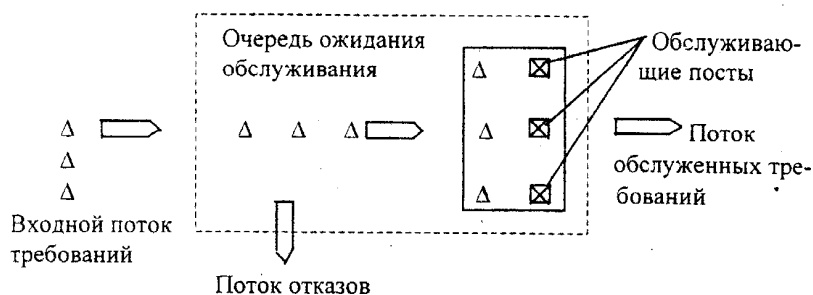 Очередь ожидания
обслуживания
Обслуживаю-
щие посты
Поток
обслуженных тре-
бований
Входной поток
требований
Поток отказов